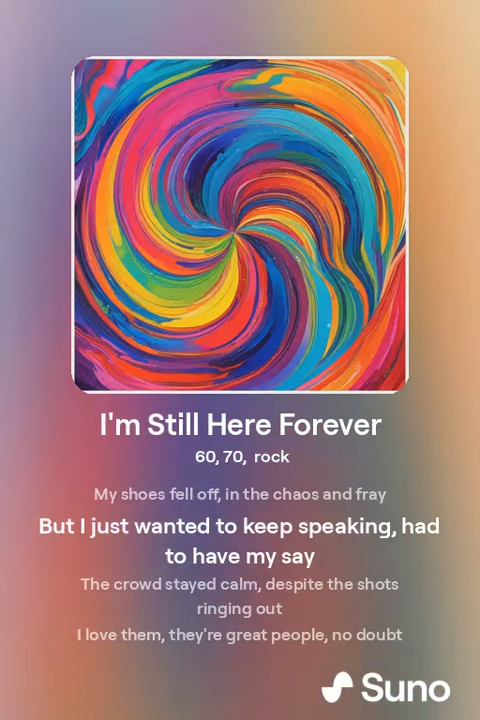 I'm Still Here Forever
60, 70,  rock
My shoes fell off, in the chaos and fray
But I just wanted to keep speaking, had
to have my say
The crowd stayed calm, despite the shots
ringing out
I love them, they're great people, no doubt
Suno